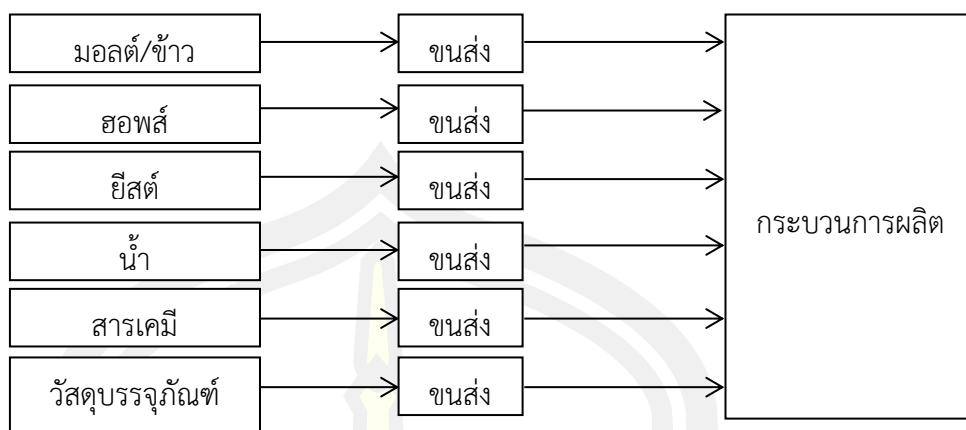 มอลต์/ข้าว ขนส่ง
ฮอพส์ ขนส่ง
ยีสต์ ขนส่ง
กระบวนการผลิต
น้ำ ขนส่ง
สารเคมี ขนส่ง
วัสดุบรรจุภัณฑ์ ขนส่ง